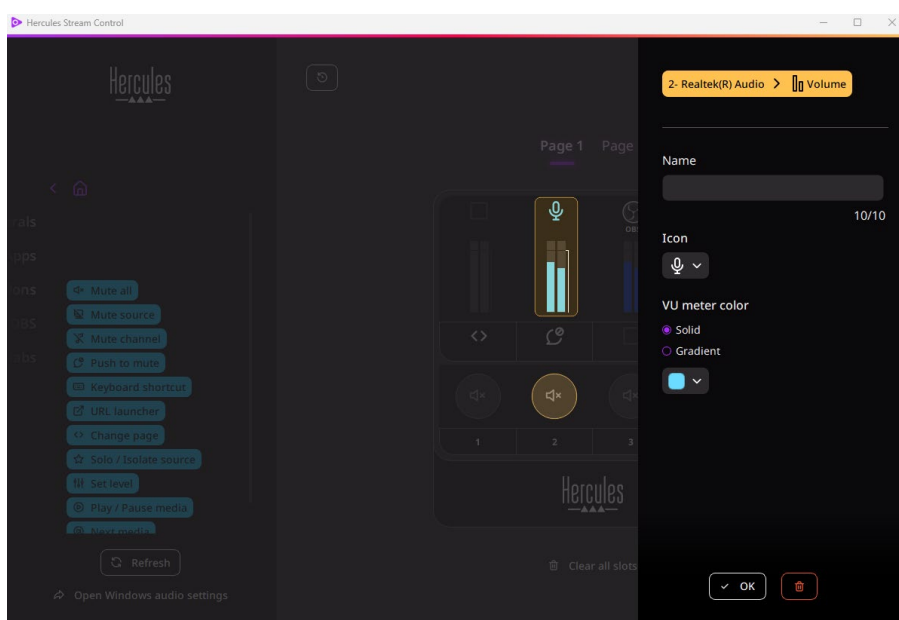 Hercules Stream Control
Hercules
2- Realtek(R) Audio > Volume
Page 1 Page
Name
10/10
Icon
VU meter color
Solid
Gradient
rals
ups
ons
abs
Mute all
Mute source
Mute channel
Push to mute
Keyboard shortcut
URL launcher
Change page
Solo / Isolate source
Set level
Play / Pause media
Next media
Refresh
Open Windows audio settings
OBS
1 2 3
Hercules
Clear all slots
OK